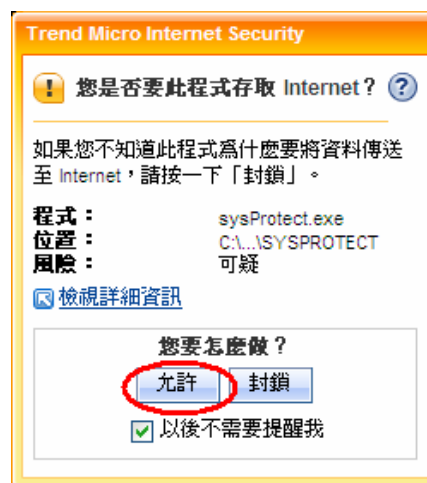 Trend Micro Internet Security
您是否要此程式存取 Internet？
如果您不知道此程式爲什麼要將資料傳送
至 Internet，請按一下「封鎖」。
程式： sysProtect.exe
位置： C:\...\SYSPROTECT
風險： 可疑
檢視詳細資訊
您要怎麼做？
允許 封鎖
以後不需要提醒我